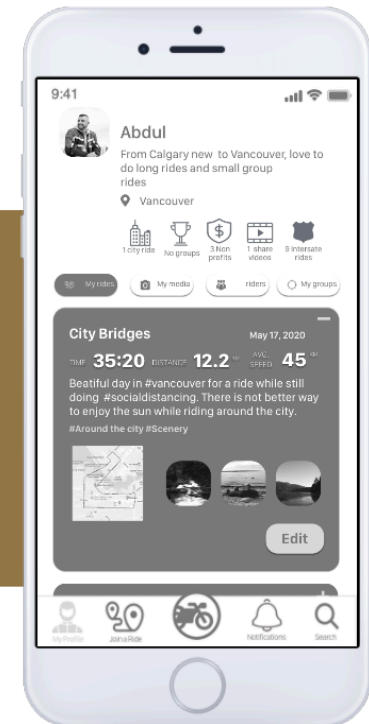 9:41
Abdul
From Calgary new to Vancouver, love to
do long rides and small group
rides
Vancouver
1 city ride
No groups
3 Non
profits
1 share
videos
9 Intersate
rides
My rides
My media
riders
My groups
City Bridges
May 17, 2020
TIME 35:20 DISTANCE 12.2 AVG. SPEED 45 KM
Beatiful day in #vancouver for a ride while still
doing #socialdistancing. There is not better way
to enjoy the sun while riding around the city.
#Around the city #Scenery
Edit
My Profile
Join a Ride
Notifications
Search